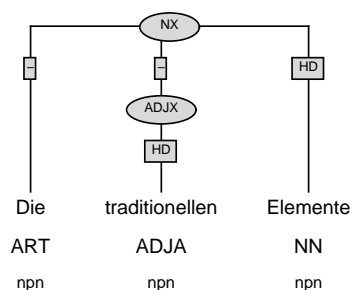 NX
– – HD
ADJX
HD
Die traditionellen Elemente
ART ADJA NN
npn npn npn